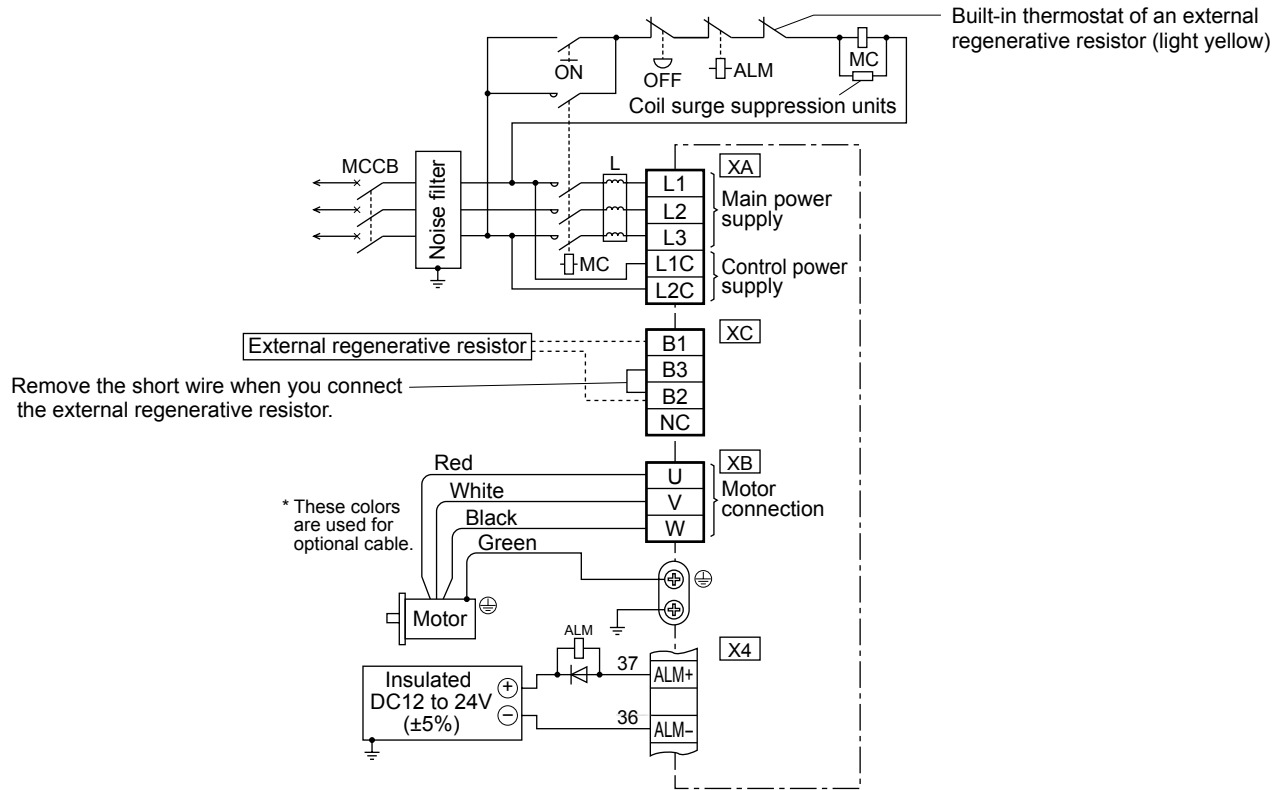 Built-in thermostat of an external
regenerative resistor (light yellow)
ON
OFF
ALM
MC
Coil surge suppression units
MCCB
Noise filter
L
MC
XA
L1
L2
L3
L1C
L2C
Main power
supply
Control power
supply
External regenerative resistor
Remove the short wire when you connect
the external regenerative resistor.
XC
B1
B3
B2
NC
Red
White
Black
Green
* These colors
are used for
optional cable.
XB
U
V
W
Motor
connection
Motor
ALM
X4
Insulated
DC12 to 24V
(±5%)
+
−
37
ALM+
36
ALM−